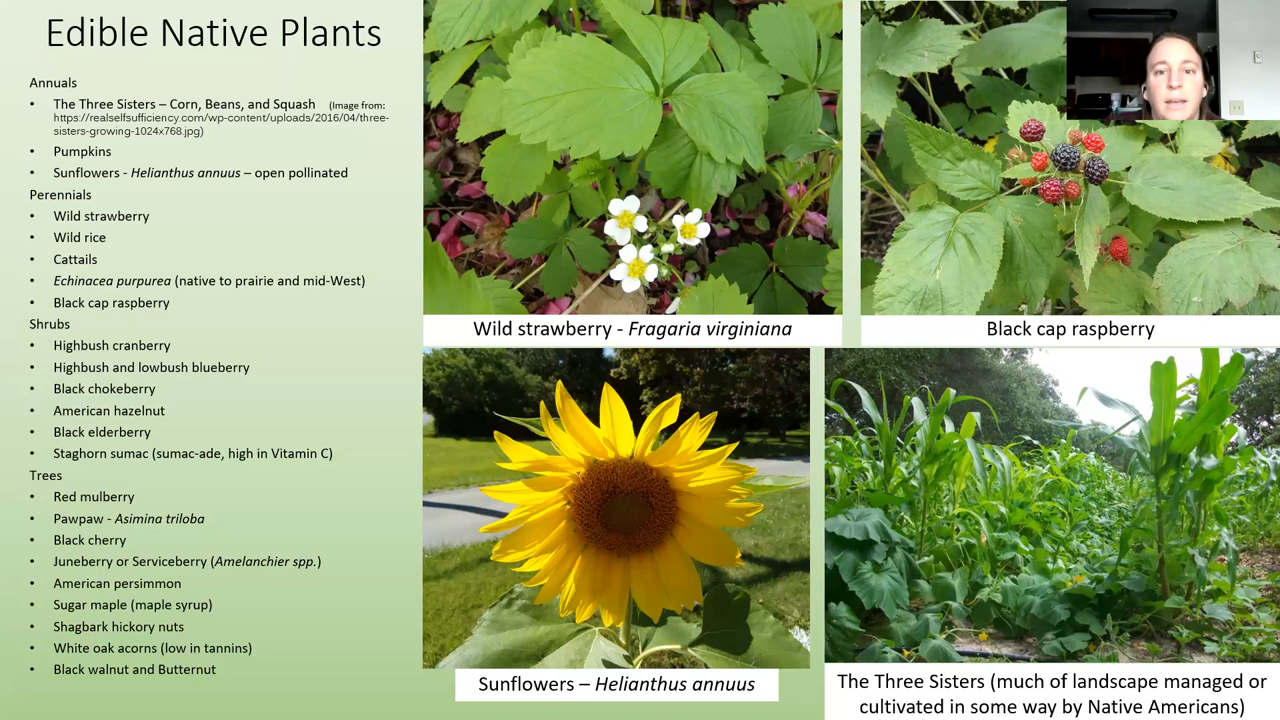 Edible Native Plants
Annuals
• The Three Sisters – Corn, Beans, and Squash (Image from:
https://realselfsufficiency.com/wp-content/uploads/2016/04/three-
sisters-growing-1024x768.jpg)
• Pumpkins
• Sunflowers - Helianthus annuus – open pollinated
Perennials
• Wild strawberry
• Wild rice
• Cattails
• Echinacea purpurea (native to prairie and mid-West)
• Black cap raspberry
Shrubs
• Highbush cranberry
• Highbush and lowbush blueberry
• Black chokeberry
• American hazelnut
• Black elderberry
• Staghorn sumac (sumac-ade, high in Vitamin C)
Trees
• Red mulberry
• Pawpaw - Asimina triloba
• Black cherry
• Juneberry or Serviceberry (Amelanchier spp.)
• American persimmon
• Sugar maple (maple syrup)
• Shagbark hickory nuts
• White oak acorns (low in tannins)
• Black walnut and Butternut
Wild strawberry - Fragaria virginiana
Black cap raspberry
Sunflowers – Helianthus annuus
The Three Sisters (much of landscape managed or
cultivated in some way by Native Americans)